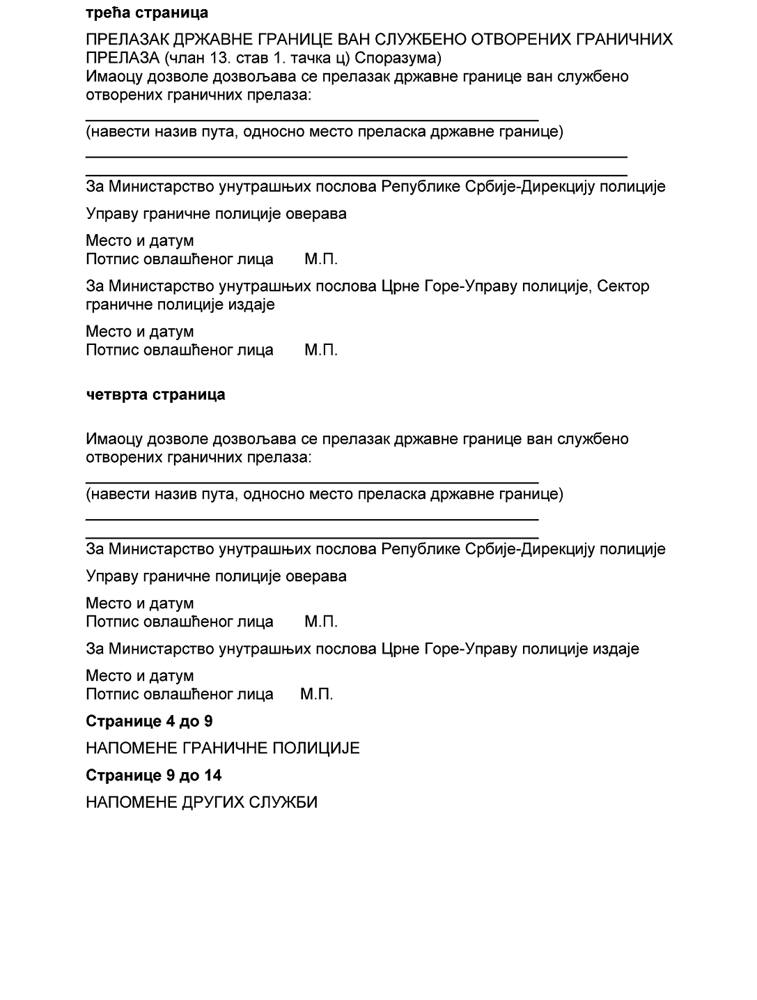 трећа страница
ПРЕЛАЗАК ДРЖАВНЕ ГРАНИЦЕ ВАН СЛУЖБЕНО ОТВОРЕНИХ ГРАНИЧНИХ
ПРЕЛАЗА (члан 13. став 1. тачка ц) Споразума)
Имаоцу дозволе дозвољава се прелазак државне границе ван службено
отворених граничних прелаза:
(навести назив пута, односно место преласка државне границе)
За Министарство унутрашњих послова Републике Србије-Дирекцију полиције
Управу граничне полиције оверава
Место и датум
Потпис овлашћеног лица М.П.
За Министарство унутрашњих послова Црне Горе-Управу полиције, Сектор
граничне полиције издаје
Место и датум
Потпис овлашћеног лица М.П.
четврта страница
Имаоцу дозволе дозвољава се прелазак државне границе ван службено
отворених граничних прелаза:
(навести назив пута, односно место преласка државне границе)
За Министарство унутрашњих послова Републике Србије-Дирекцију полиције
Управу граничне полиције оверава
Место и датум
Потпис овлашћеног лица М.П.
За Министарство унутрашњих послова Црне Горе-Управу полиције издаје
Место и датум
Потпис овлашћеног лица М.П.
Странице 4 до 9
НАПОМЕНЕ ГРАНИЧНЕ ПОЛИЦИЈЕ
Странице 9 до 14
НАПОМЕНЕ ДРУГИХ СЛУЖБИ